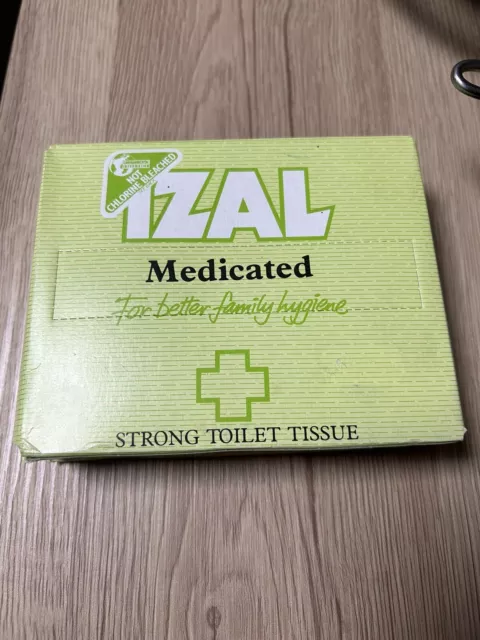 NOT
CHLORINE BLEACHED
IZAL
Medicated
For better family hygiene
STRONG TOILET TISSUE